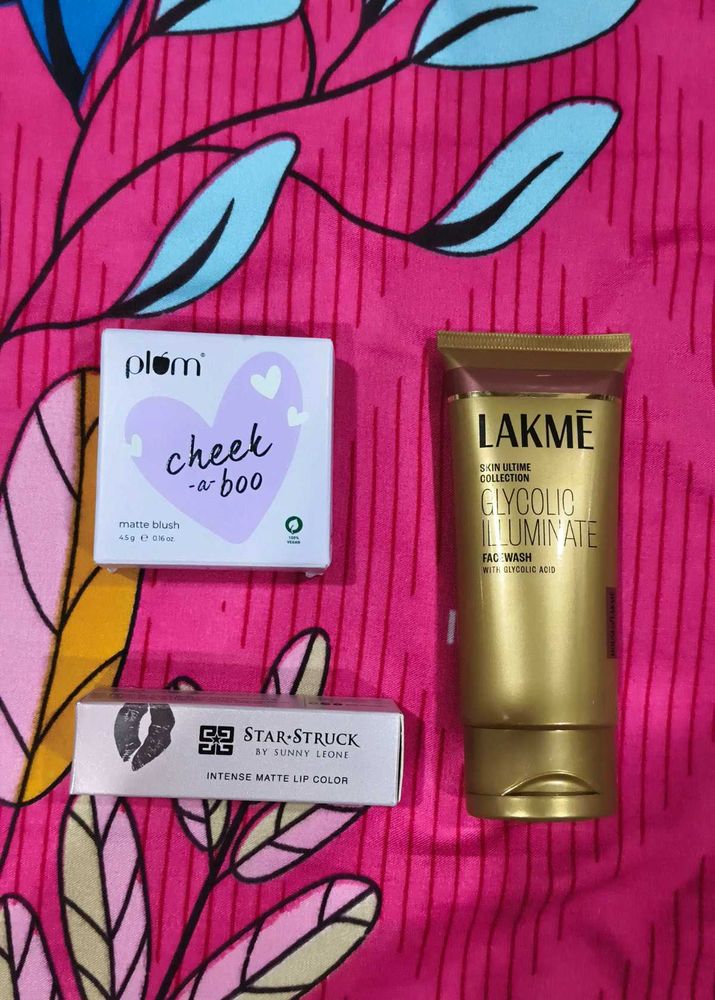 plum®
cheek
-a- boo
matte blush
4.5 g ℮ 0.16 oz.
100%
VEGAN
LAKMĒ
SKIN ULTIME
COLLECTION
GLYCOLIC
ILLUMINATE
FACEWASH
WITH GLYCOLIC ACID
STAR★STRUCK
BY SUNNY LEONE
INTENSE MATTE LIP COLOR